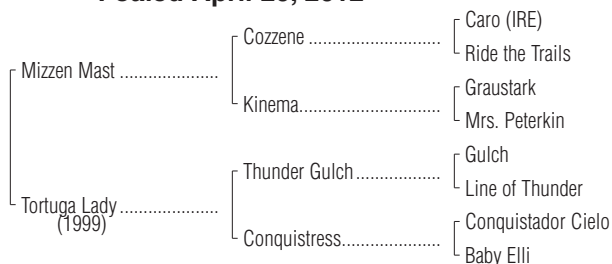 Foaled April 2012
Caro (IRE)
Cozzene
Ride the Trails
Mizzen Mast
Graustark
Kinema
Mrs. Peterkin
Gulch
Thunder Gulch
Line of Thunder
Tortuga Lady
(1999)
Conquistador Cielo
Conquistress
Baby Elli